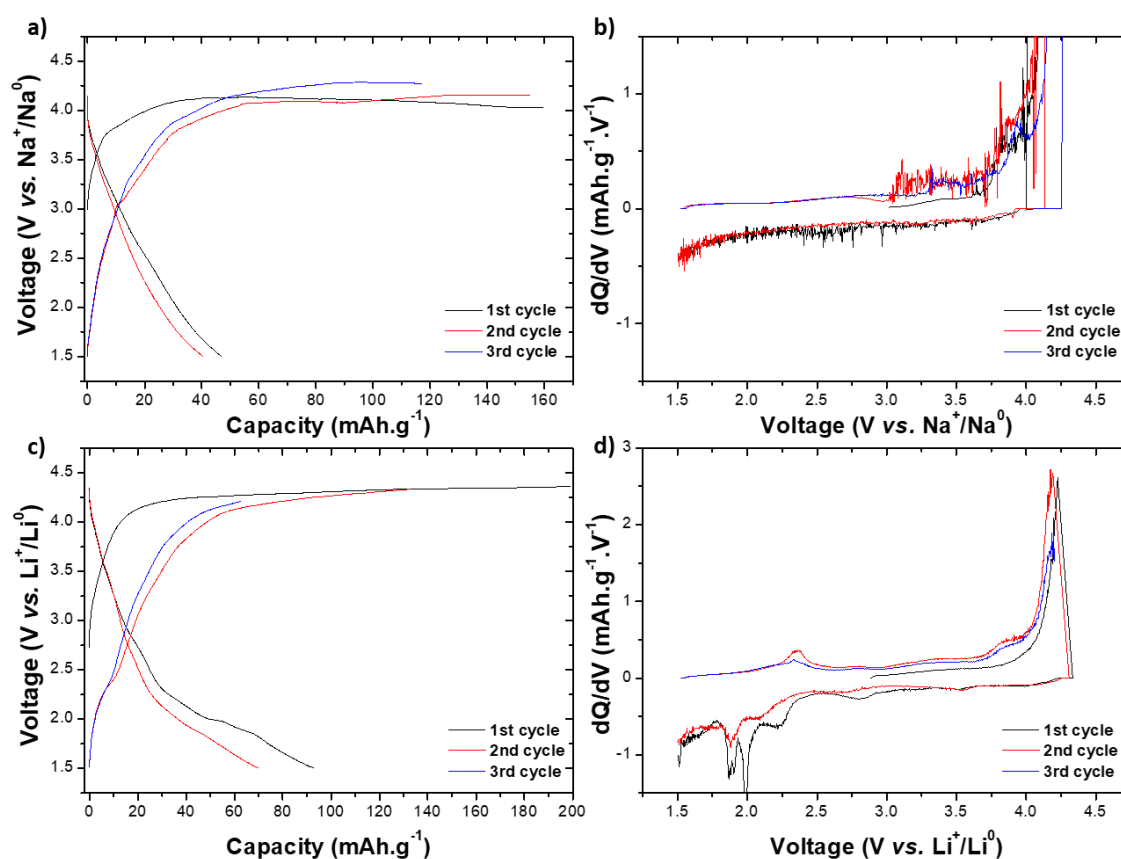 a)
Voltage (V vs. Na⁺/Na⁰)
4.5
4.0
3.5
3.0
2.5
2.0
1.5
0 20 40 60 80 100 120 140 160
Capacity (mAh.g⁻¹)
1st cycle
2nd cycle
3rd cycle
b)
dQ/dV (mAh.g⁻¹.V⁻¹)
1
0
-1
1.5 2.0 2.5 3.0 3.5 4.0 4.5
Voltage (V vs. Na⁺/Na⁰)
1st cycle
2nd cycle
3rd cycle
c)
Voltage (V vs. Li⁺/Li⁰)
4.5
4.0
3.5
3.0
2.5
2.0
1.5
0 20 40 60 80 100 120 140 160 180 200
Capacity (mAh.g⁻¹)
1st cycle
2nd cycle
3rd cycle
d)
dQ/dV (mAh.g⁻¹.V⁻¹)
3
2
1
0
-1
1.5 2.0 2.5 3.0 3.5 4.0 4.5
Voltage (V vs. Li⁺/Li⁰)
1st cycle
2nd cycle
3rd cycle